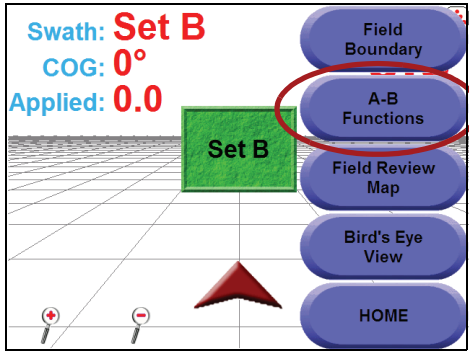 Swath: Set B
COG: 0°
Applied: 0.0
Set B
Field
Boundary
A-B
Functions
Field Review
Map
Bird's Eye
View
HOME